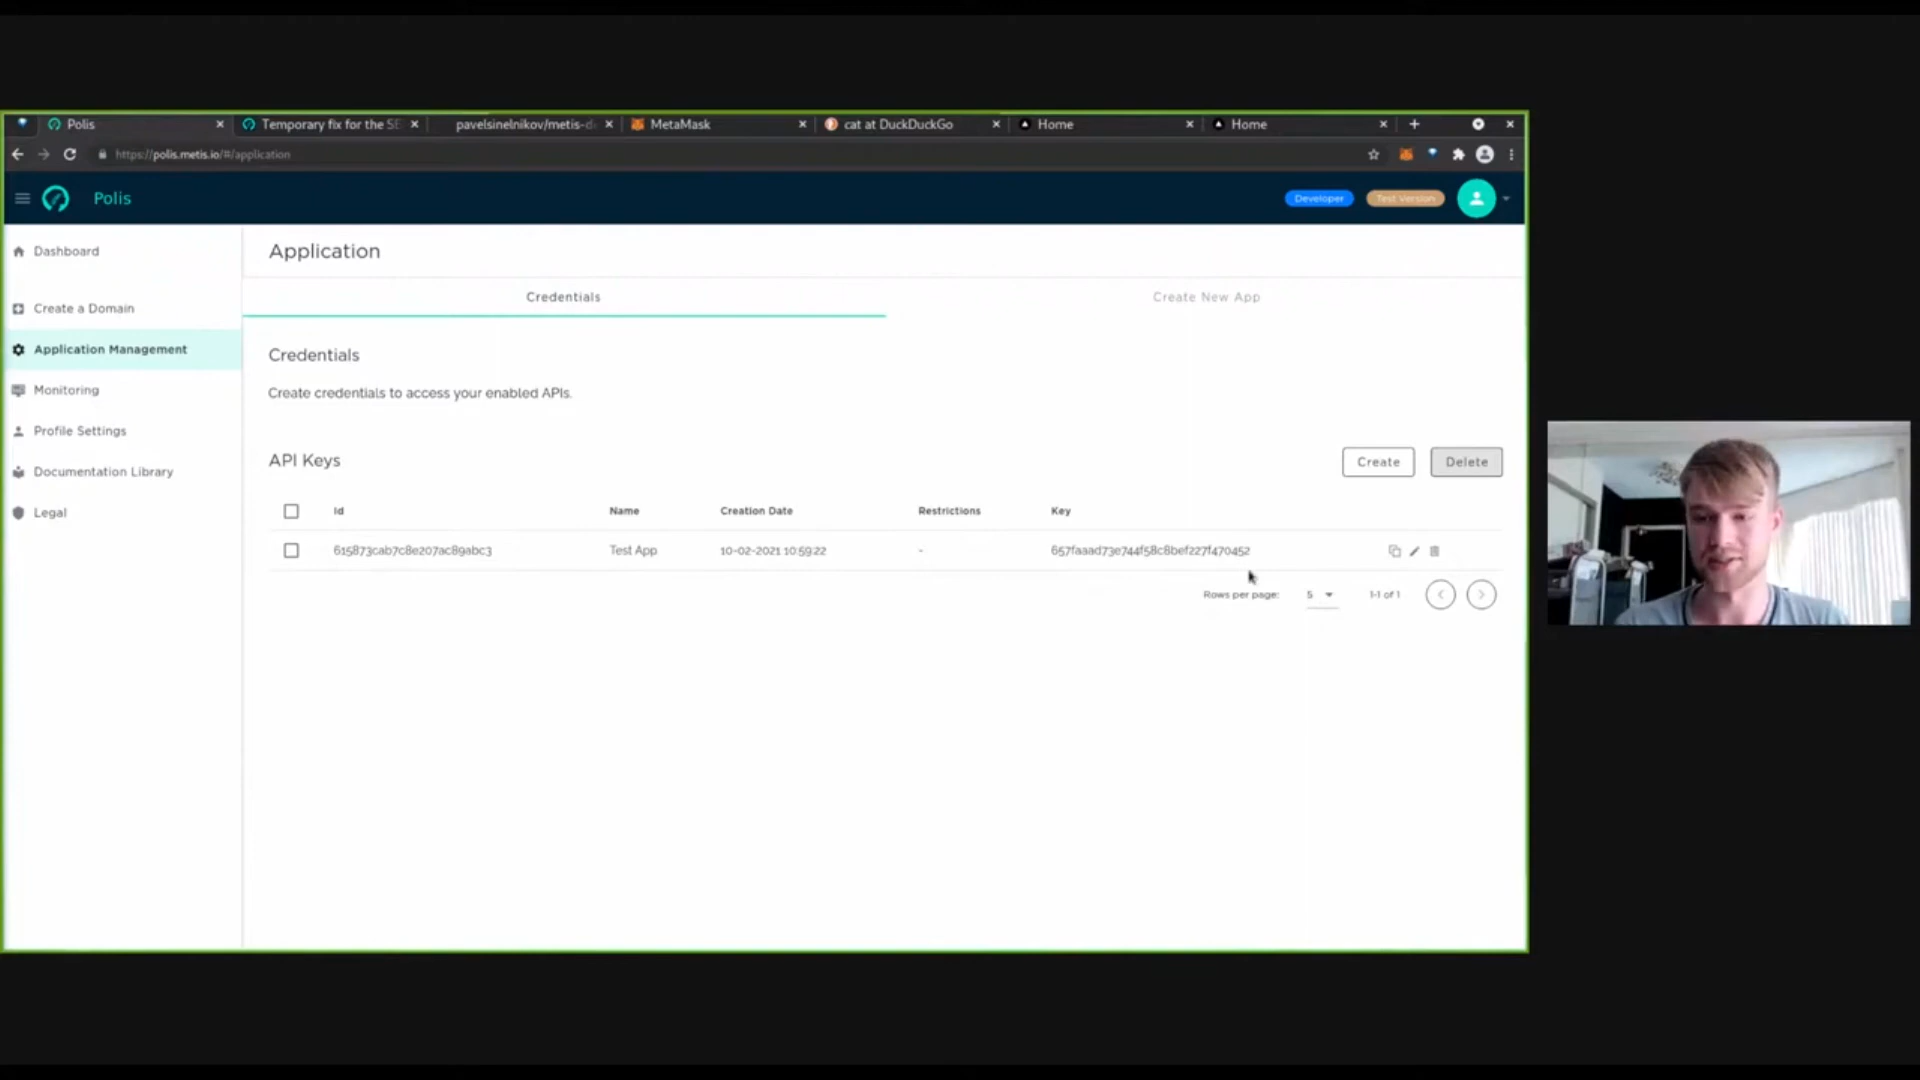 Polis
Temporary fix for the SE
pavelsinelnikov/metis-d
MetaMask
cat at DuckDuckGo
Home
Home
https://polis.metis.io/#/application
Polis
Developer
Test Version
Dashboard
Create a Domain
Application Management
Monitoring
Profile Settings
Documentation Library
Legal
Application
Credentials
Create New App
Credentials
Create credentials to access your enabled APIs.
API Keys
Create
Delete
Id Name Creation Date Restrictions Key
615873cab7c8e207ac89abc3 Test App 10-02-2021 10:59:22 - 657faaad73e744f58c8bef227f470452
Rows per page: 5 1-1 of 1